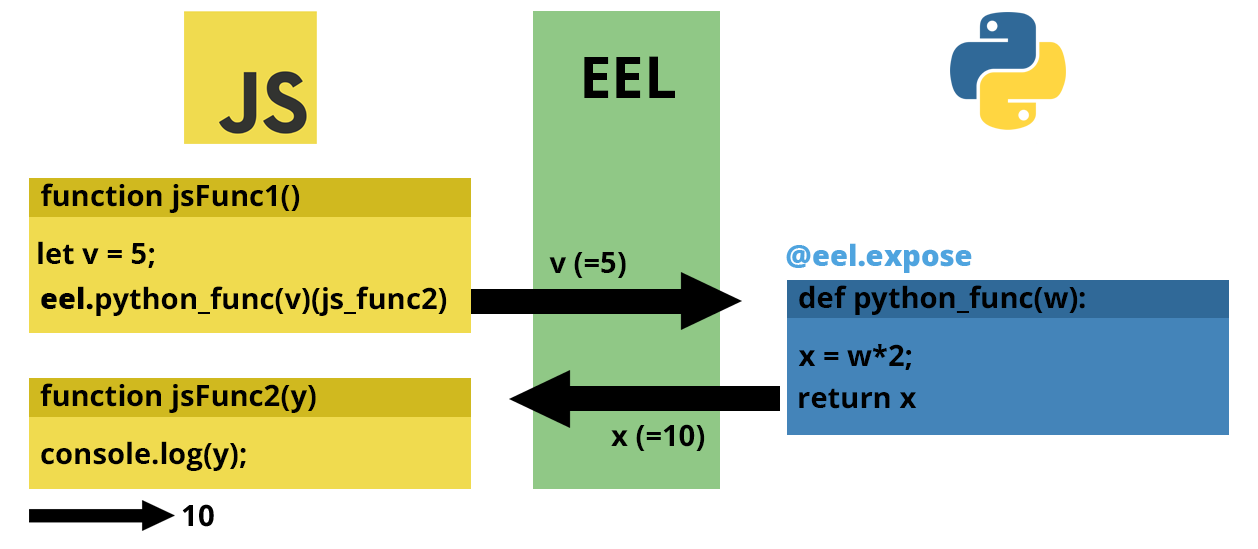 JS
EEL
function jsFunc1()
let v = 5;
eel.python_func(v)(js_func2)
v (=5)
@eel.expose
def python_func(w):
x = w*2;
return x
x (=10)
function jsFunc2(y)
console.log(y);
10